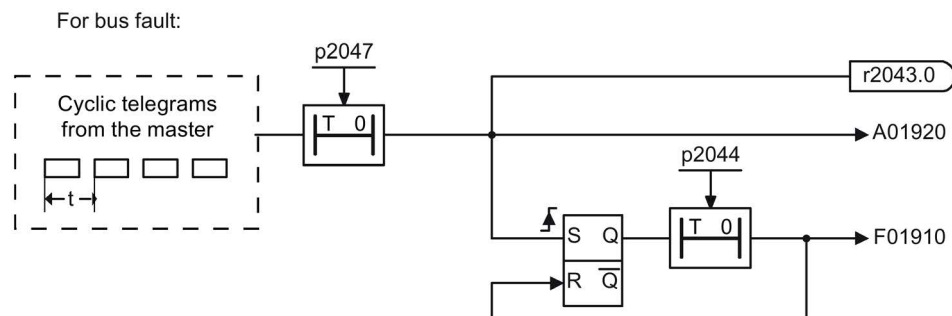 For bus fault:
p2047
Cyclic telegrams
from the master
T 0
r2043.0
A01920
t
p2044
S Q
T 0
F01910
R Q̅